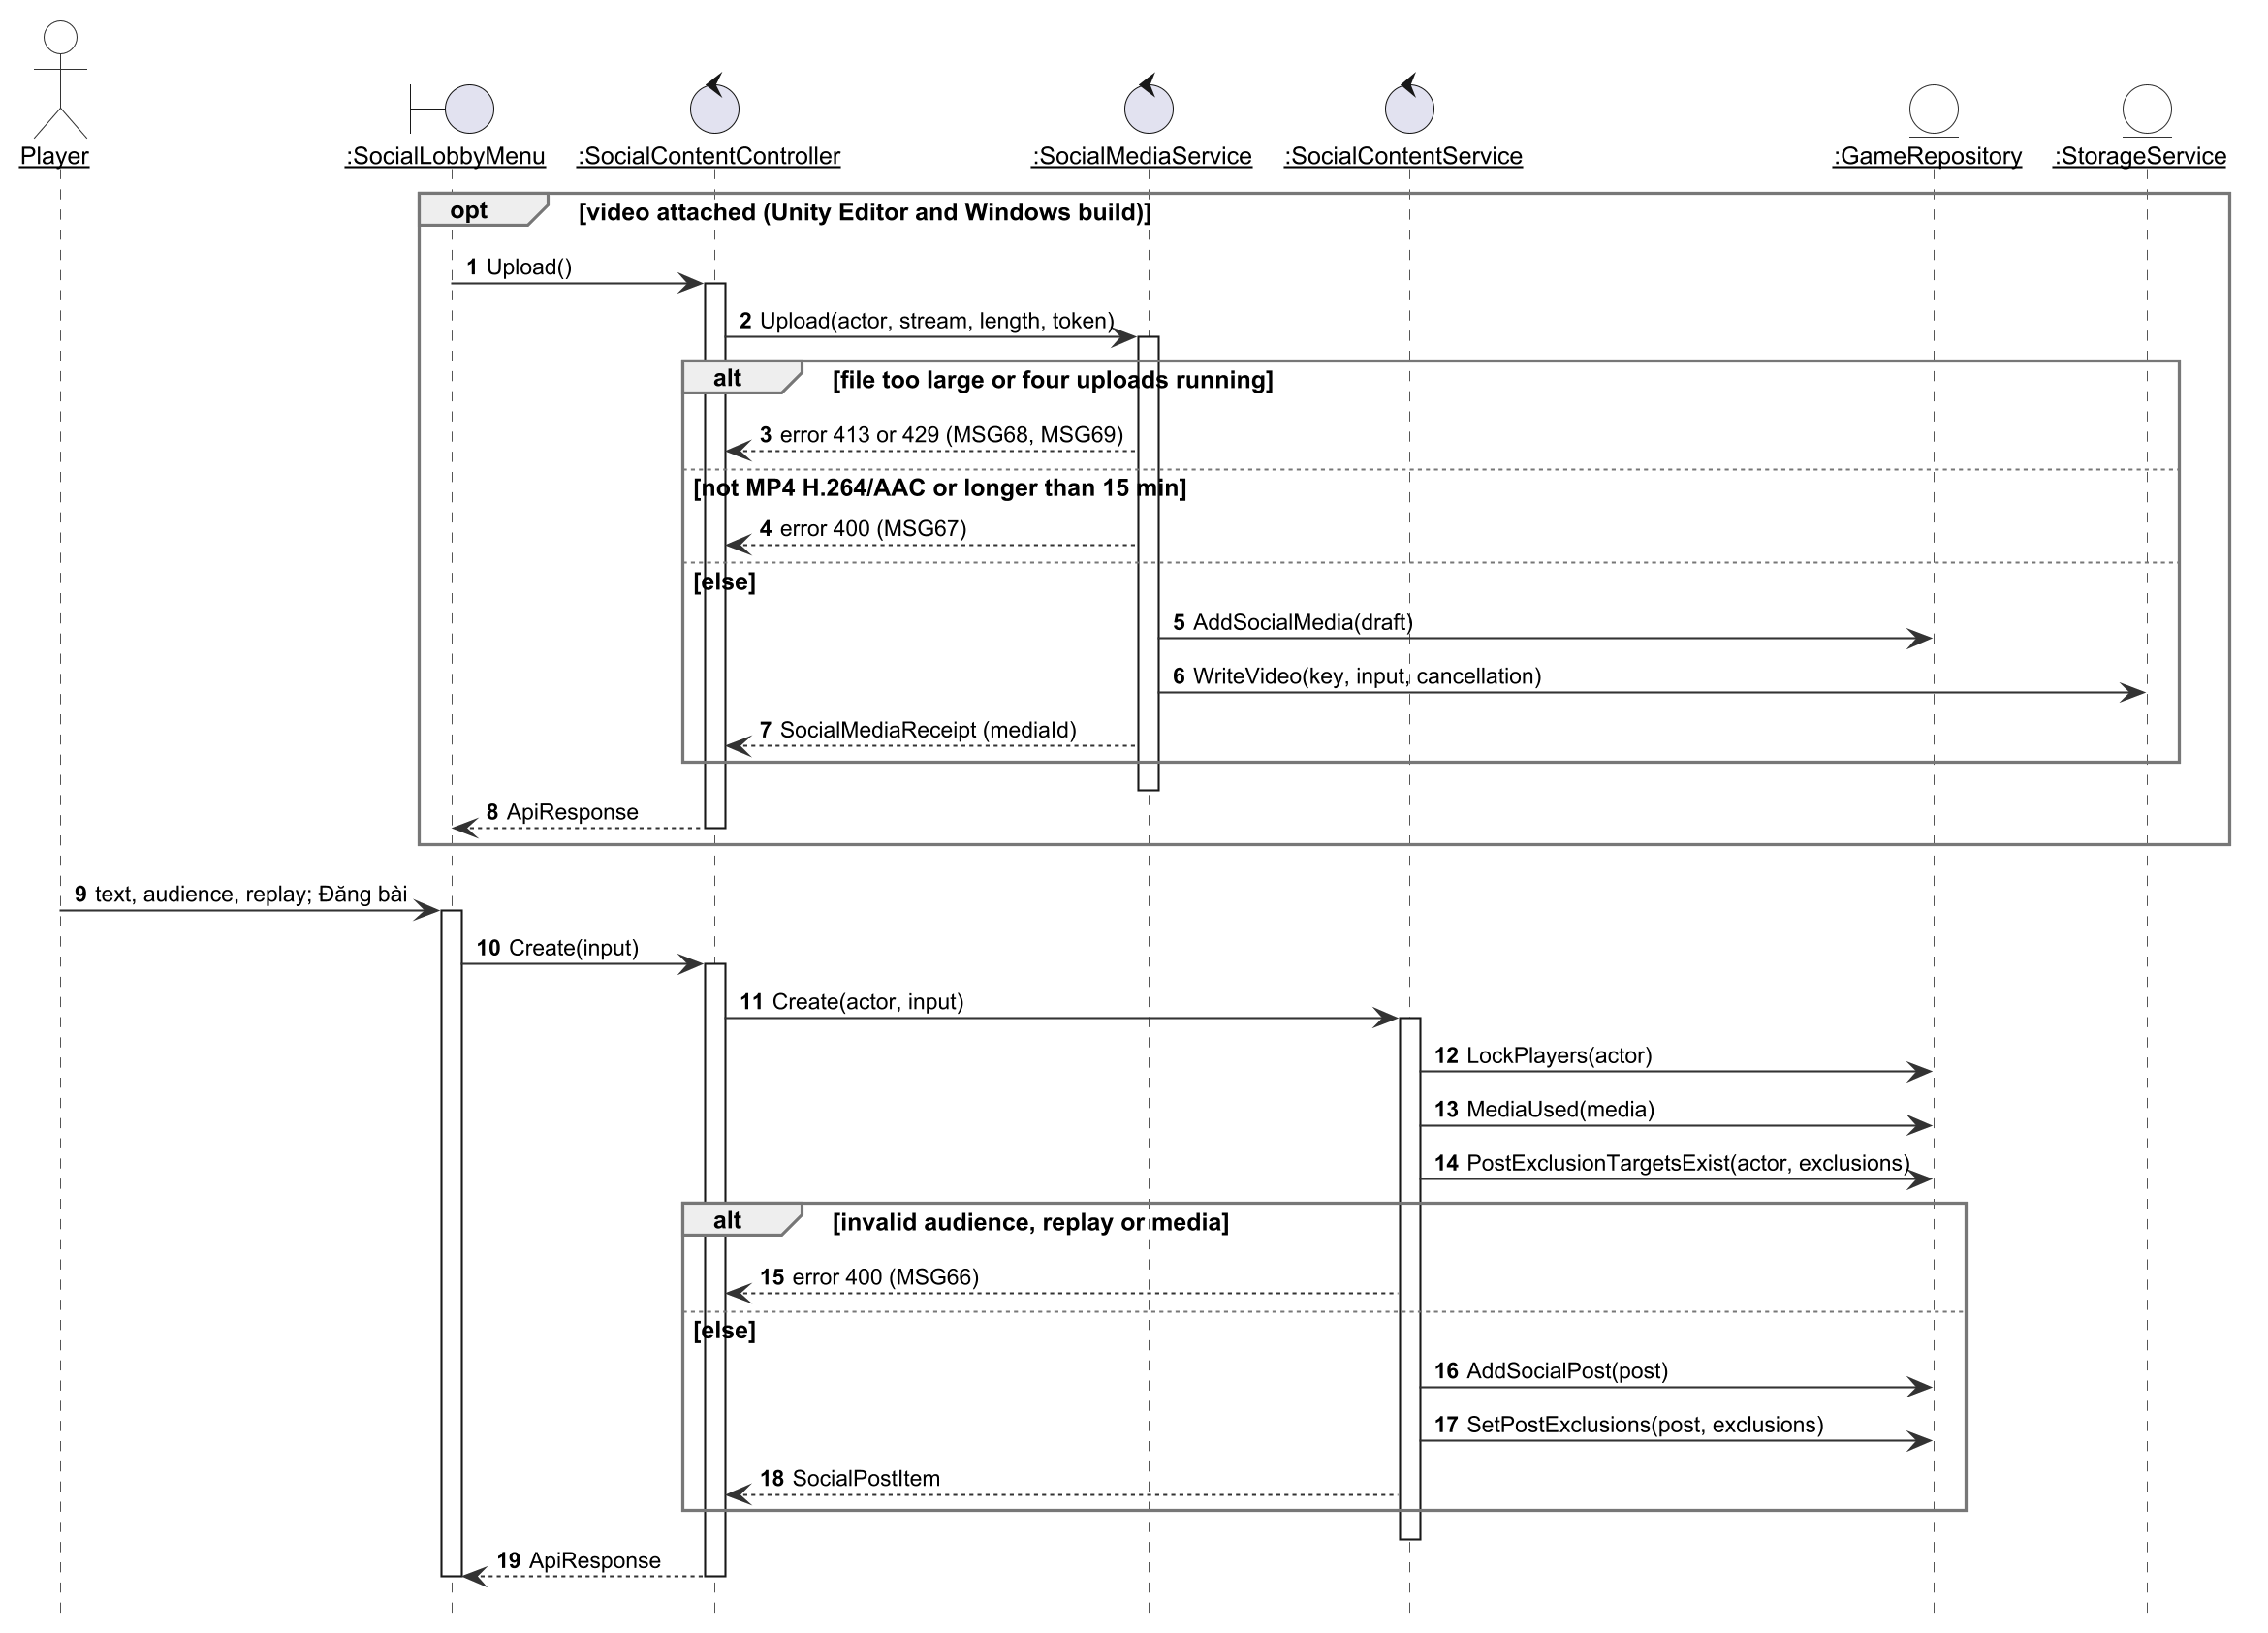 Player
:SocialLobbyMenu
:SocialContentController
:SocialMediaService
:SocialContentService
:GameRepository
:StorageService
opt
[video attached (Unity Editor and Windows build)]
1 Upload()
2 Upload(actor, stream, length, token)
alt
[file too large or four uploads running]
3 error 413 or 429 (MSG68, MSG69)
[not MP4 H.264/AAC or longer than 15 min]
4 error 400 (MSG67)
[else]
5 AddSocialMedia(draft)
6 WriteVideo(key, input, cancellation)
7 SocialMediaReceipt (mediaId)
8 ApiResponse
9 text, audience, replay; Đăng bài
10 Create(input)
11 Create(actor, input)
12 LockPlayers(actor)
13 MediaUsed(media)
14 PostExclusionTargetsExist(actor, exclusions)
alt
[invalid audience, replay or media]
15 error 400 (MSG66)
[else]
16 AddSocialPost(post)
17 SetPostExclusions(post, exclusions)
18 SocialPostItem
19 ApiResponse